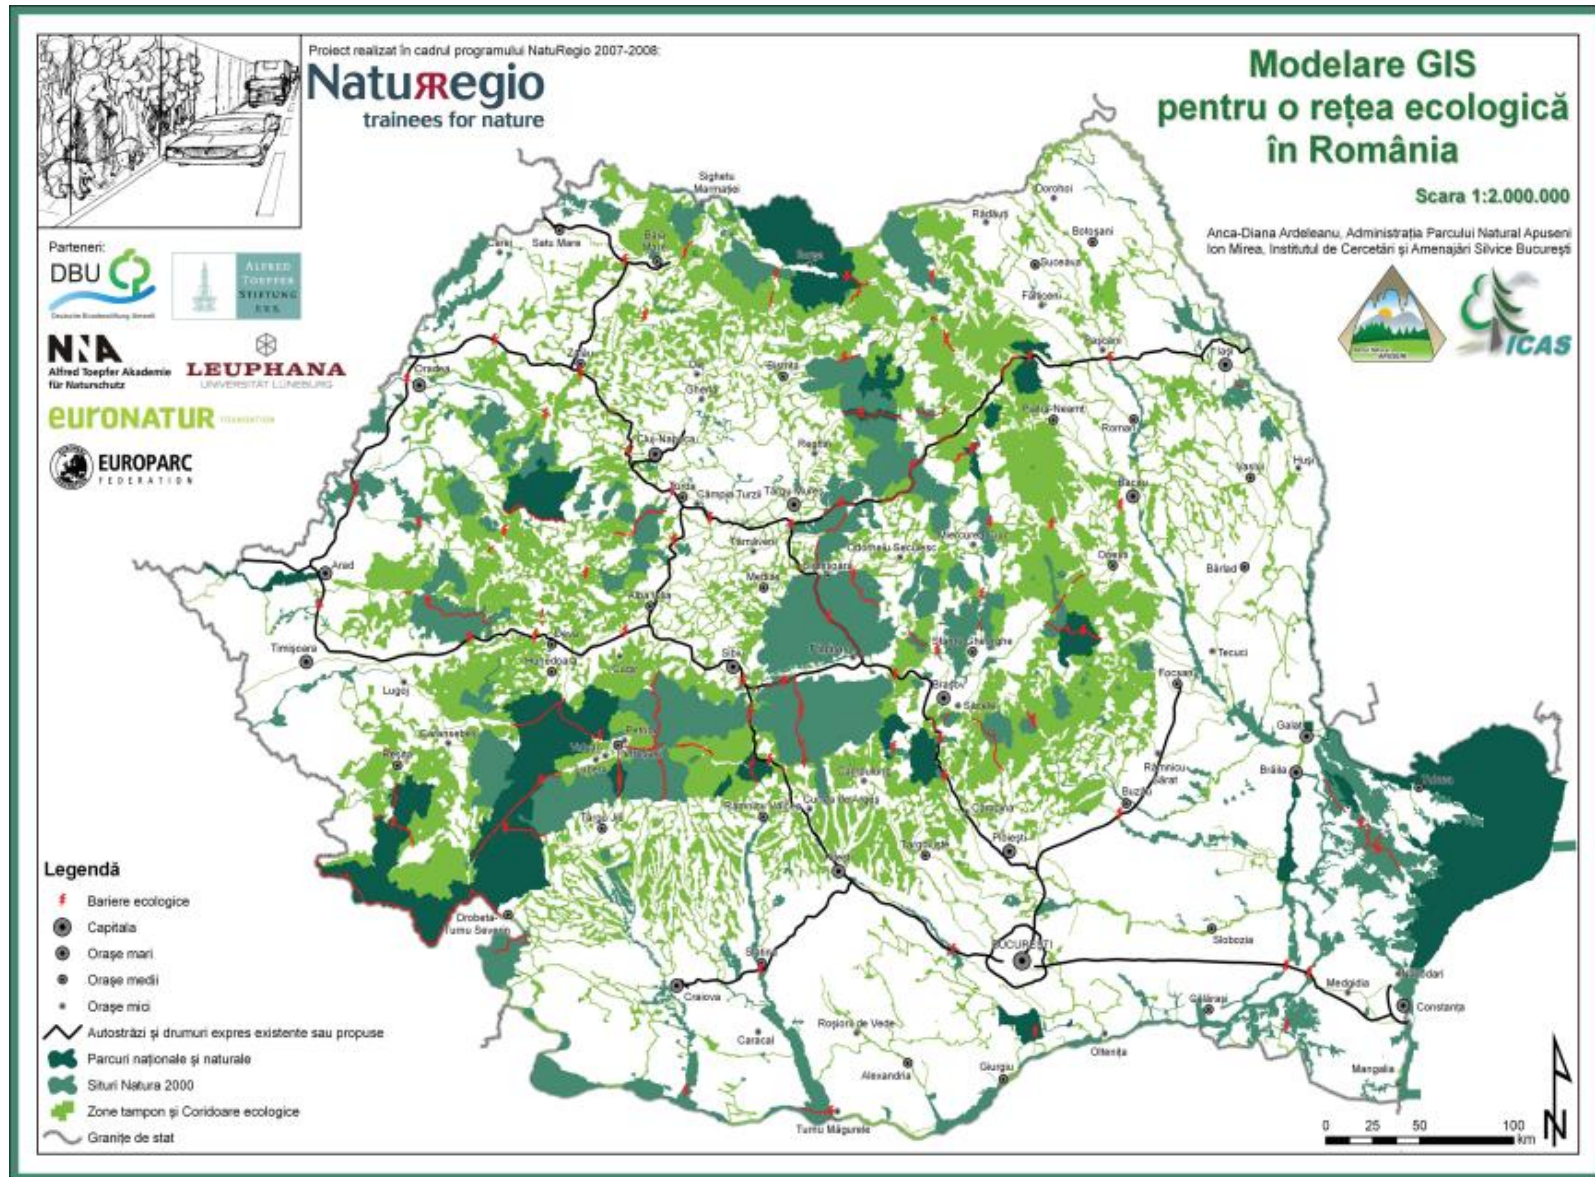 Proiect realizat în cadrul programului NatuRegio 2007-2008:
NatuRegio
trainees for nature
Modelare GIS
pentru o rețea ecologică
în România
Scara 1:2.000.000
Anca-Diana Ardeleanu, Administrația Parcului Natural Apuseni
Ion Mirea, Institutul de Cercetări și Amenajări Silvice București
Parteneri:
DBU
Deutsche Bundesstiftung Umwelt
ALFRED
TOEPFER
STIFTUNG
F.V.S.
NNA
Alfred Toepfer Akademie
für Naturschutz
LEUPHANA
UNIVERSITÄT LÜNEBURG
euronatur
FOUNDATION
EUROPARC
FEDERATION
ICAS
Sighetu
Marmației
Dorohoi
Rădăuți
Botoșani
Satu Mare
Carei
Baia
Mare
Suceava
Fălticeni
Pașcani
Iași
Zalău
Oradea
Dej
Gherla
Bistrița
Piatra-Neamț
Roman
Cluj-Napoca
Reghin
Vaslui
Huși
Bacău
Turda
Câmpia Turzii
Târgu Mureș
Târnăveni
Odorheiu Secuiesc
Miercurea Ciuc
Onești
Bârlad
Arad
Mediaș
Sighișoara
Alba Iulia
Timișoara
Deva
Hunedoara
Sibiu
Făgăraș
Sfântu Gheorghe
Tecuci
Focșani
Lugoj
Brașov
Săcele
Galați
Caransebeș
Reșița
Petroșani
Vulcan
Lupeni
Câmpulung
Râmnicu
Sărat
Brăila
Tulcea
Buzău
Râmnicu Vâlcea
Curtea de Argeș
Câmpina
Târgu Jiu
Târgoviște
Ploiești
Pitești
Drobeta-
Turnu Severin
Slobozia
BUCUREȘTI
Slatina
Craiova
Năvodari
Medgidia
Constanța
Călărași
Caracal
Roșiori de Vede
Oltenița
Alexandria
Giurgiu
Mangalia
Turnu Măgurele
Legendă
Bariere ecologice
Capitala
Orașe mari
Orașe medii
Orașe mici
Autostrăzi și drumuri expres existente sau propuse
Parcuri naționale și naturale
Situri Natura 2000
Zone tampon și Coridoare ecologice
Granițe de stat
0 25 50 100
km
N